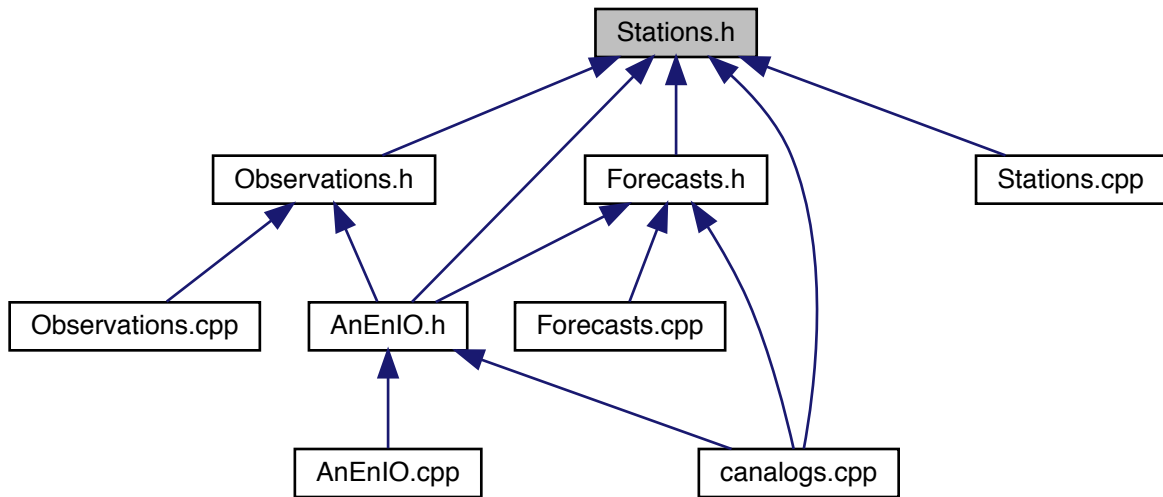 Stations.h
Observations.h
Forecasts.h
Stations.cpp
Observations.cpp
AnEnIO.h
Forecasts.cpp
AnEnIO.cpp
canalogs.cpp